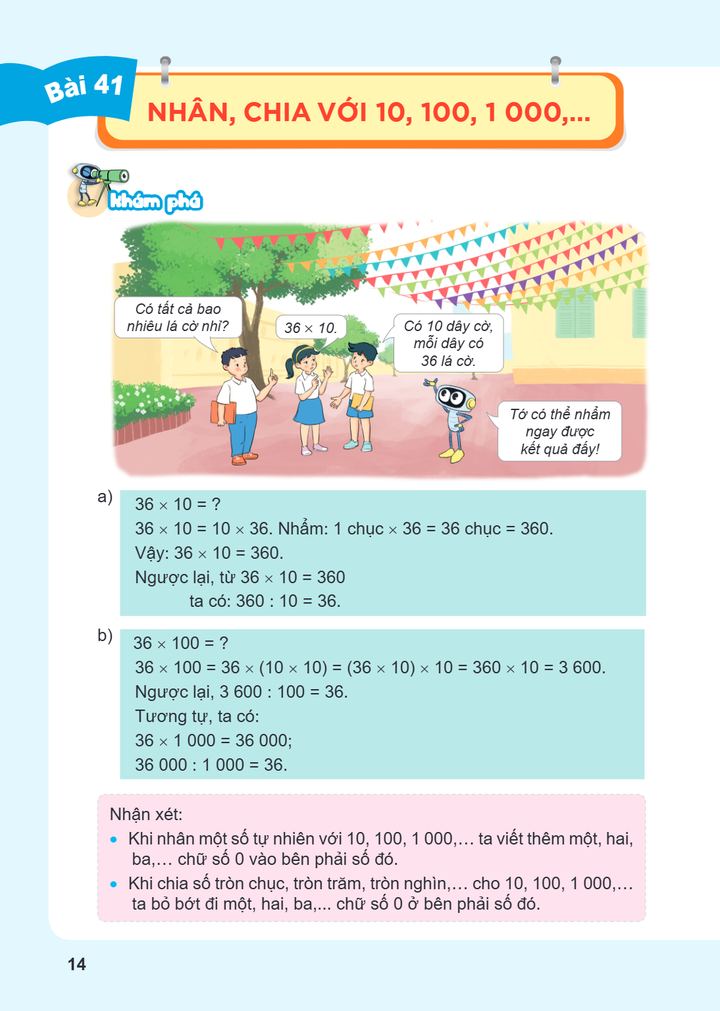 Bài 41
NHÂN, CHIA VỚI 10, 100, 1 000,...
khám phá
Có tất cả bao
nhiêu lá cờ nhỉ?
36 × 10.
Có 10 dây cờ,
mỗi dây có
36 lá cờ.
Tớ có thể nhẩm
ngay được
kết quả đấy!
a)
36 × 10 = ?
36 × 10 = 10 × 36. Nhẩm: 1 chục × 36 = 36 chục = 360.
Vậy: 36 × 10 = 360.
Ngược lại, từ 36 × 10 = 360
ta có: 360 : 10 = 36.
b)
36 × 100 = ?
36 × 100 = 36 × (10 × 10) = (36 × 10) × 10 = 360 × 10 = 3 600.
Ngược lại, 3 600 : 100 = 36.
Tương tự, ta có:
36 × 1 000 = 36 000;
36 000 : 1 000 = 36.
Nhận xét:
• Khi nhân một số tự nhiên với 10, 100, 1 000,… ta viết thêm một, hai,
ba,… chữ số 0 vào bên phải số đó.
• Khi chia số tròn chục, tròn trăm, tròn nghìn,… cho 10, 100, 1 000,…
ta bỏ bớt đi một, hai, ba,... chữ số 0 ở bên phải số đó.
14